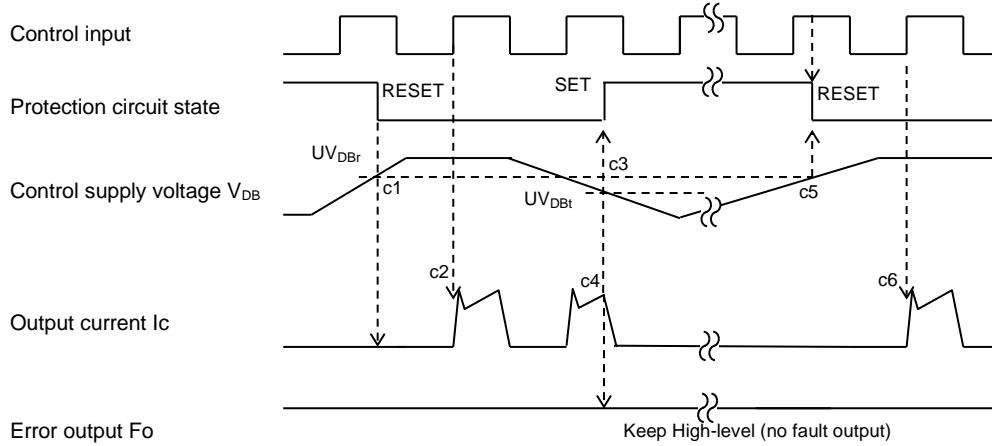 Control input
Protection circuit state
RESET
SET
RESET
UVDBr
c1
c3
c5
Control supply voltage VDB
UVDBt
c2
c4
c6
Output current Ic
Error output Fo
Keep High-level (no fault output)